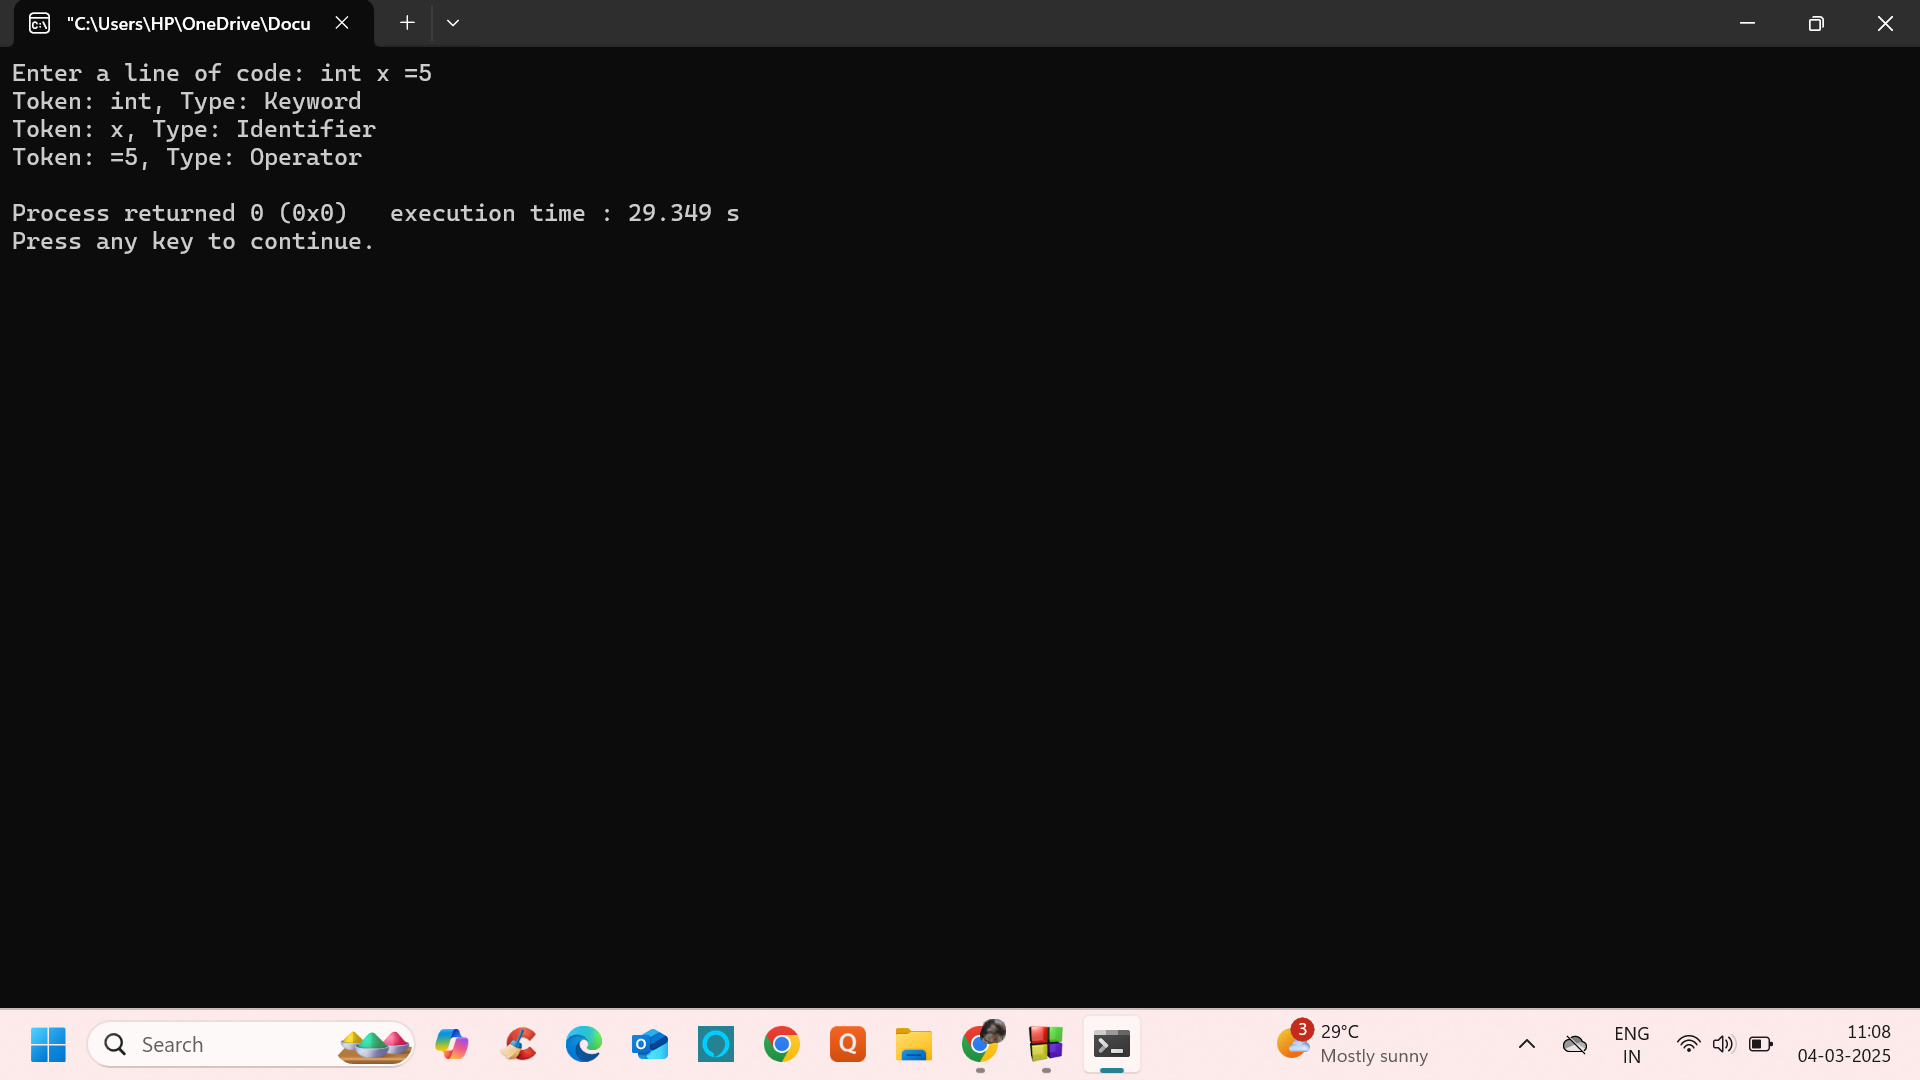 "C:\Users\HP\OneDrive\Docu
Enter a line of code: int x =5
Token: int, Type: Keyword
Token: x, Type: Identifier
Token: =5, Type: Operator
Process returned 0 (0x0)   execution time : 29.349 s
Press any key to continue.
Search
Q
3
29°C
Mostly sunny
ENG
IN
11:08
04-03-2025